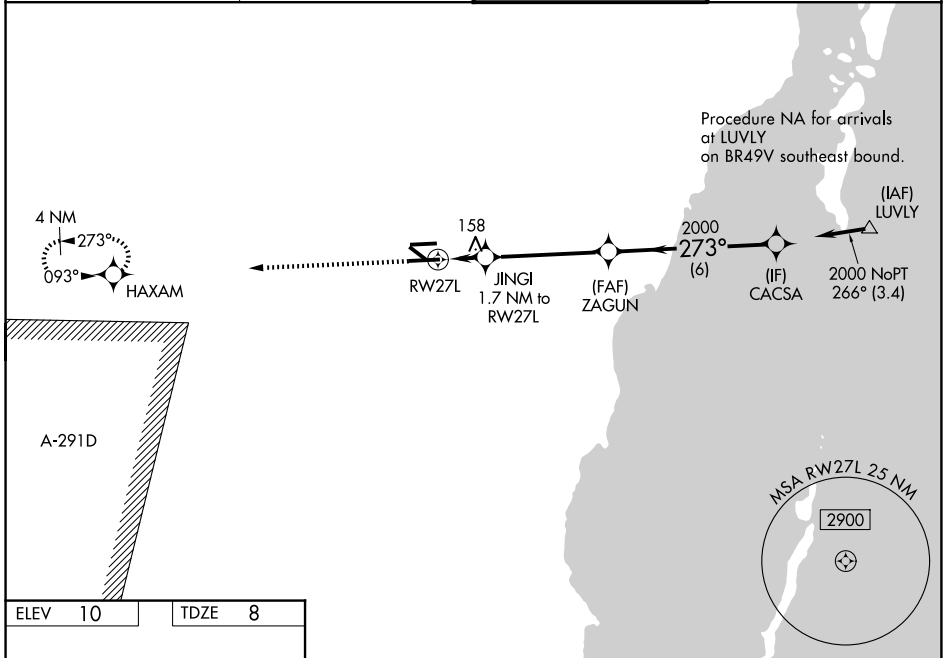 Procedure NA for arrivals
at LUVLY
on BR49V southeast bound.
(IAF)
LUVLY
4 NM
273°
093°
HAXAM
158
RW27L
JINGI
1.7 NM to
RW27L
(FAF)
ZAGUN
2000
273°
(6)
(IF)
CACSA
2000 NoPT
266° (3.4)
A-291D
MSA RW27L 25 NM
2900
ELEV 10
TDZE 8